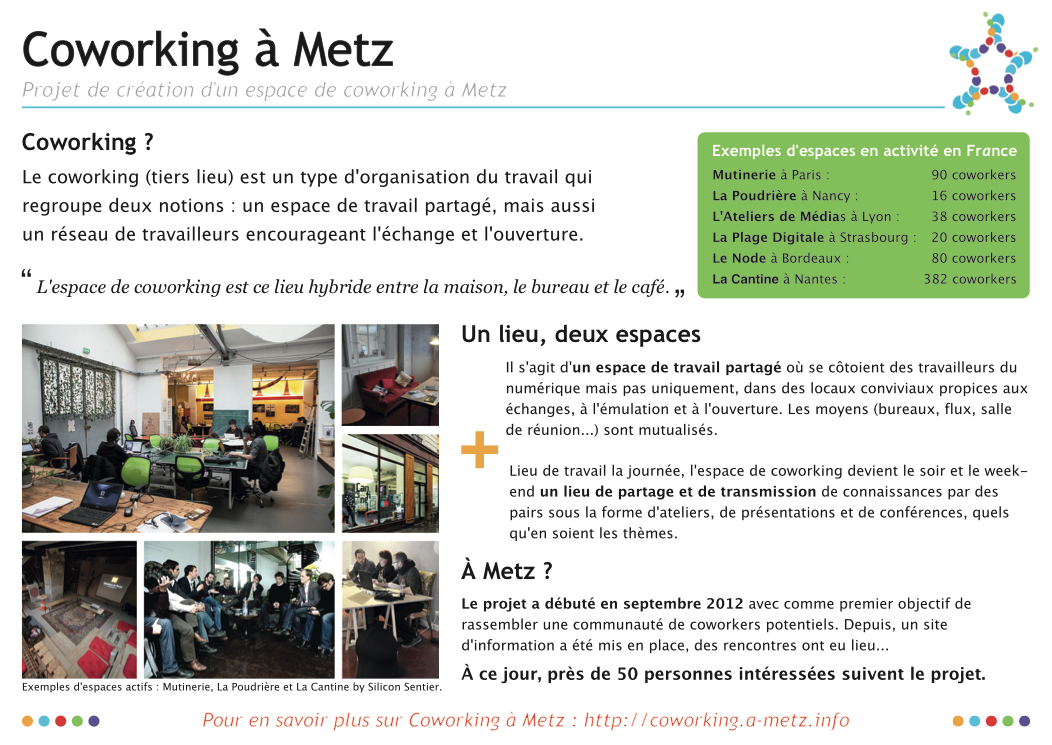 Coworking à Metz
Projet de création d'un espace de coworking à Metz
Coworking ?
Le coworking (tiers lieu) est un type d'organisation du travail qui
regroupe deux notions : un espace de travail partagé, mais aussi
un réseau de travailleurs encourageant l'échange et l'ouverture.
“ L'espace de coworking est ce lieu hybride entre la maison, le bureau et le café. „
Exemples d'espaces en activité en France
Mutinerie à Paris : 90 coworkers
La Poudrière à Nancy : 16 coworkers
L'Ateliers de Médias à Lyon : 38 coworkers
La Plage Digitale à Strasbourg : 20 coworkers
Le Node à Bordeaux : 80 coworkers
La Cantine à Nantes : 382 coworkers
Exemples d'espaces actifs : Mutinerie, La Poudrière et La Cantine by Silicon Sentier.
Un lieu, deux espaces
Il s'agit d'un espace de travail partagé où se côtoient des travailleurs du
numérique mais pas uniquement, dans des locaux conviviaux propices aux
échanges, à l'émulation et à l'ouverture. Les moyens (bureaux, flux, salle
de réunion...) sont mutualisés.
+
Lieu de travail la journée, l'espace de coworking devient le soir et le week-
end un lieu de partage et de transmission de connaissances par des
pairs sous la forme d'ateliers, de présentations et de conférences, quels
qu'en soient les thèmes.
À Metz ?
Le projet a débuté en septembre 2012 avec comme premier objectif de
rassembler une communauté de coworkers potentiels. Depuis, un site
d'information a été mis en place, des rencontres ont eu lieu...
À ce jour, près de 50 personnes intéressées suivent le projet.
Pour en savoir plus sur Coworking à Metz : http://coworking.a-metz.info